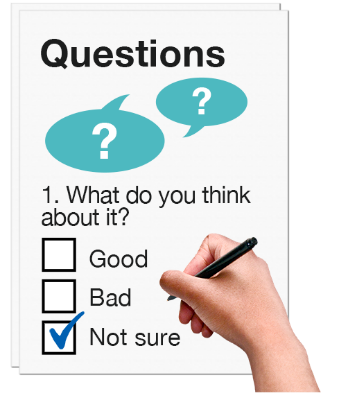 Questions
? ?
1. What do you think
about it?
Good
Bad
Not sure